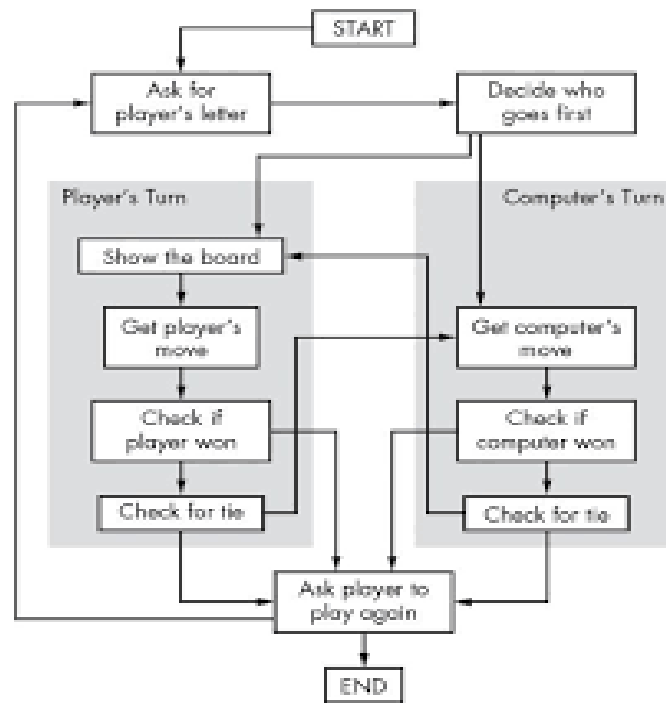 START
Ask for
player's letter
Decide who
goes first
Player's Turn
Show the board
Get player's
move
Check if
player won
Check for tie
Computer's Turn
Get computer's
move
Check if
computer won
Check for tie
Ask player to
play again
END